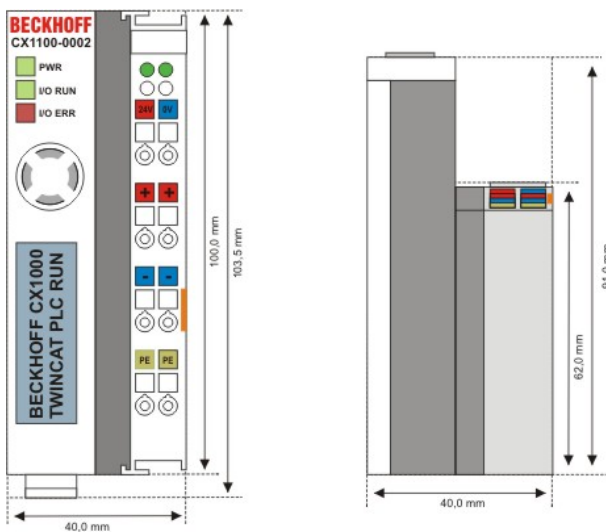 BECKHOFF
CX1100-0002
PWR
I/O RUN
I/O ERR
24V 0V
+ +
- -
PE PE
BECKHOFF CX1000
TWINCAT PLC RUN
100,0 mm
103,5 mm
40,0 mm
62,0 mm
40,0 mm